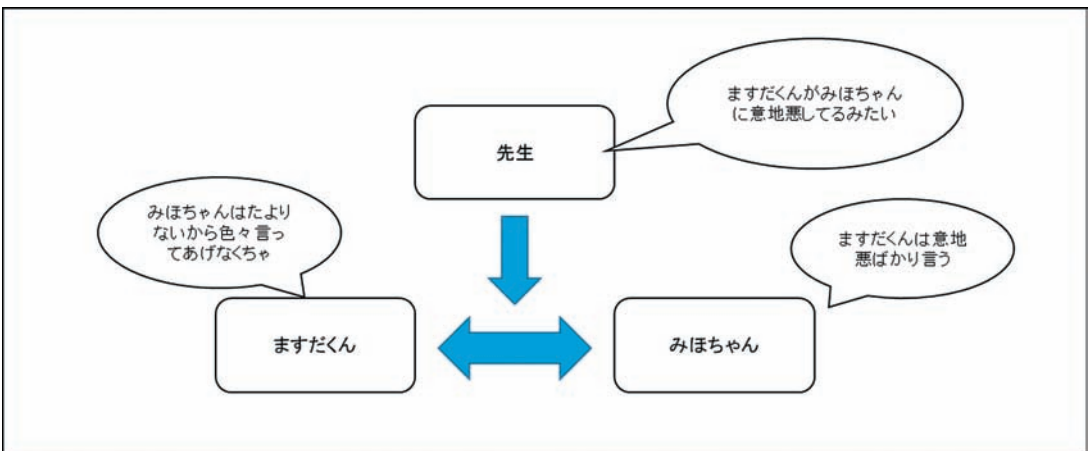 ますだくんがみほちゃん
に意地悪してるみたい
先生
みほちゃんはたより
ないから色々言っ
てあげなくちゃ
ますだくんは意地
悪ばかり言う
ますだくん
みほちゃん